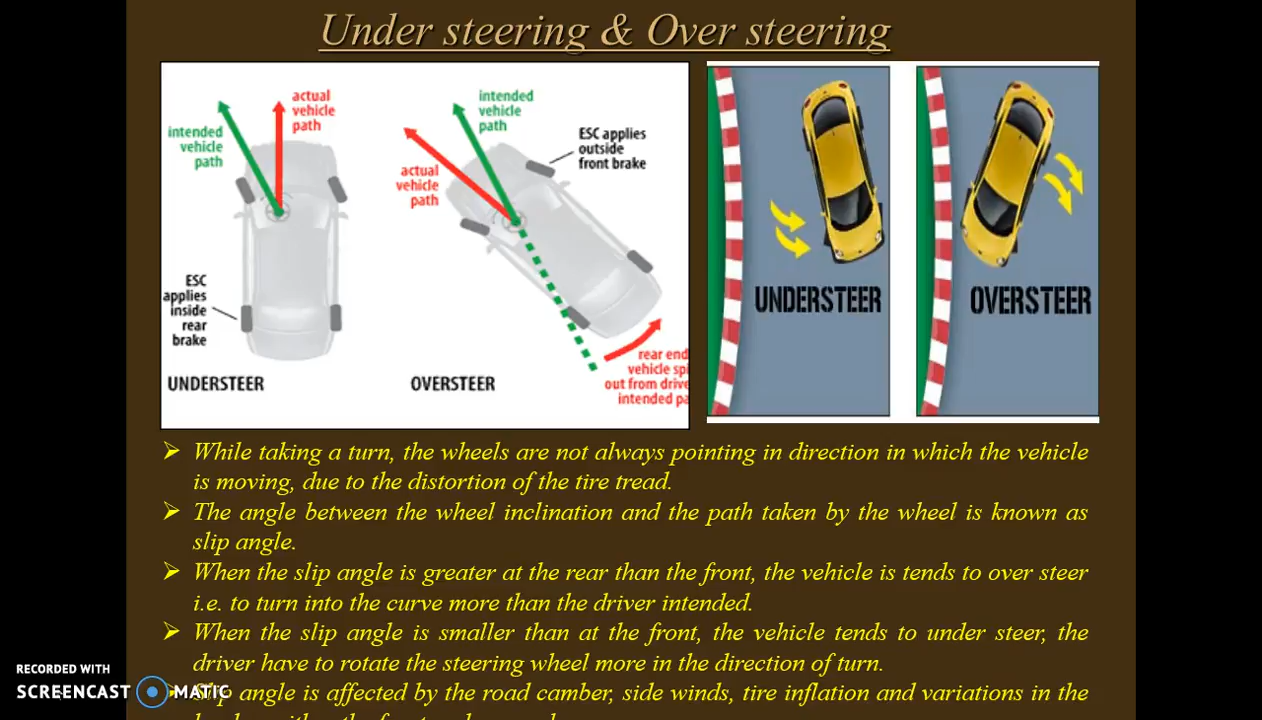 Under steering & Over steering
actual
vehicle
path
intended
vehicle
path
ESC
applies
inside
rear
brake
UNDERSTEER
intended
vehicle
path
actual
vehicle
path
ESC applies
outside
front brake
rear end
vehicle spi
out from drive
intended pa
OVERSTEER
UNDERSTEER
OVERSTEER
➤ While taking a turn, the wheels are not always pointing in direction in which the vehicle
is moving, due to the distortion of the tire tread.
➤ The angle between the wheel inclination and the path taken by the wheel is known as
slip angle.
➤ When the slip angle is greater at the rear than the front, the vehicle is tends to over steer
i.e. to turn into the curve more than the driver intended.
➤ When the slip angle is smaller than at the front, the vehicle tends to under steer, the
driver have to rotate the steering wheel more in the direction of turn.
angle is affected by the road camber, side winds, tire inflation and variations in the
RECORDED WITH
SCREENCAST MATIC